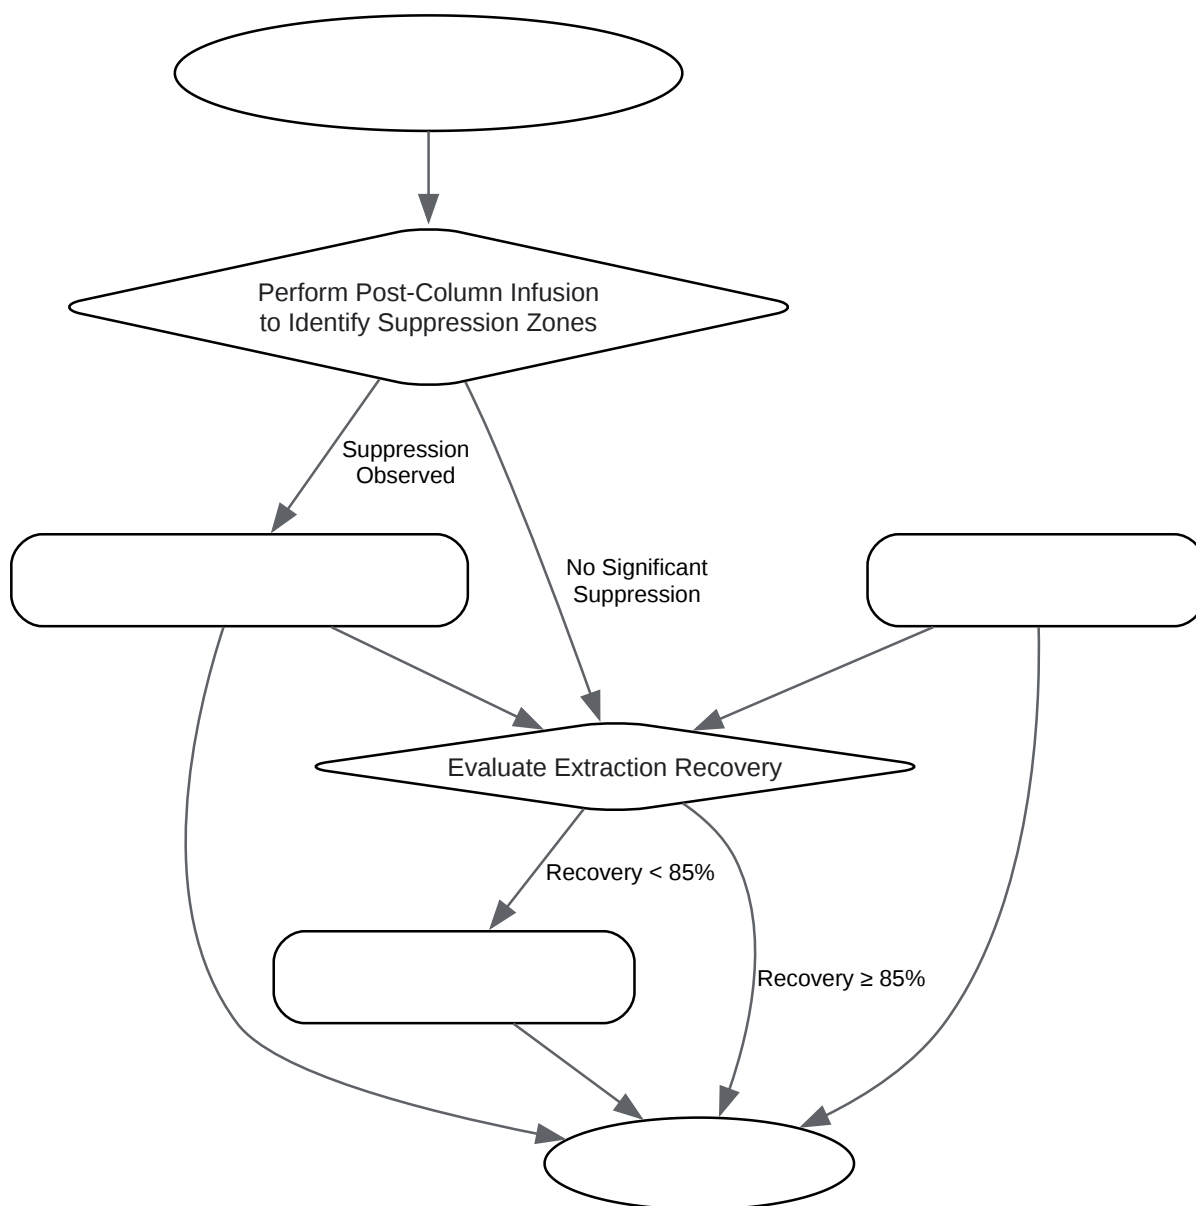 Perform Post-Column Infusion
to Identify Suppression Zones
Suppression
Observed
No Significant
Suppression
Evaluate Extraction Recovery
Recovery < 85%
Recovery ≥ 85%